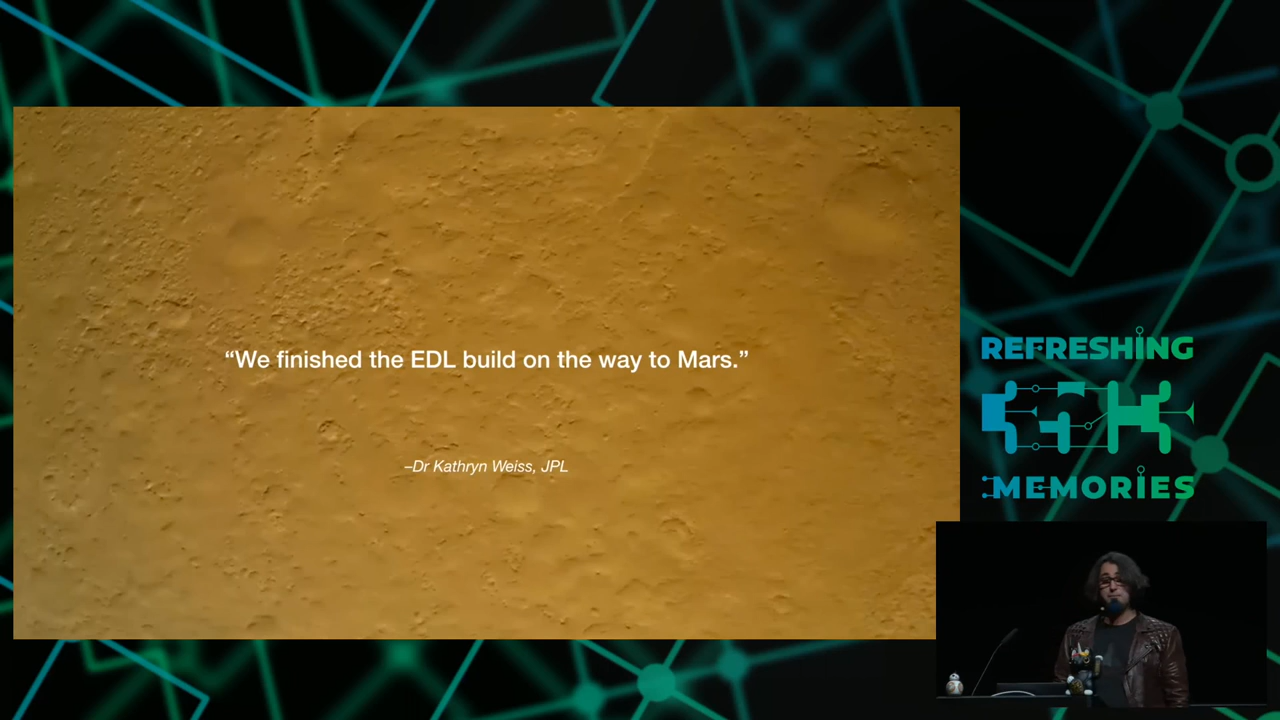 “We finished the EDL build on the way to Mars.”
–Dr Kathryn Weiss, JPL
REFRESHING
MEMORIES